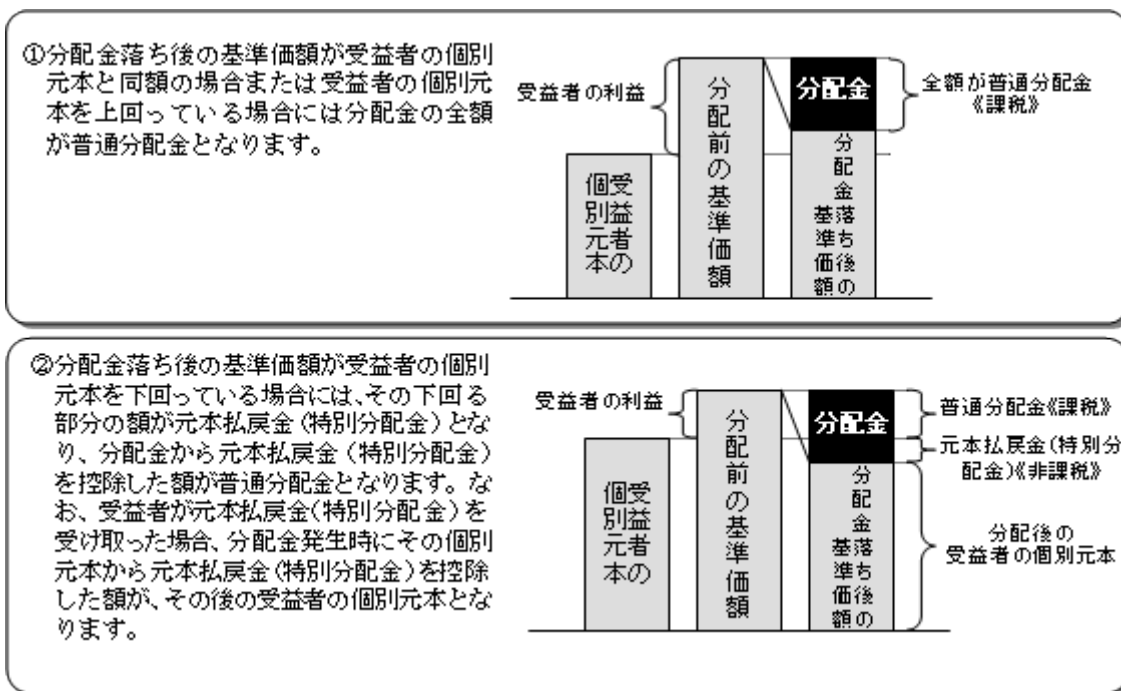 ①分配金落ち後の基準価額が受益者の個別
元本と同額の場合または受益者の個別元
本を上回っている場合には分配金の全額
が普通分配金となります。
受益者の利益
受益者の
個別元本
分配前の基準価額
分配金
分配金落ち後の
基準価額
全額が普通分配金
《課税》
②分配金落ち後の基準価額が受益者の個別
元本を下回っている場合には、その下回る
部分の額が元本払戻金(特別分配金)とな
り、分配金から元本払戻金(特別分配金)
を控除した額が普通分配金となります。な
お、受益者が元本払戻金(特別分配金)を
受け取った場合、分配金発生時にその個別
元本から元本払戻金(特別分配金)を控除
した額が、その後の受益者の個別元本とな
ります。
受益者の利益
受益者の
個別元本
分配前の基準価額
分配金
分配金落ち後の
基準価額
普通分配金《課税》
元本払戻金(特別分
配金)《非課税》
分配後の
受益者の個別元本